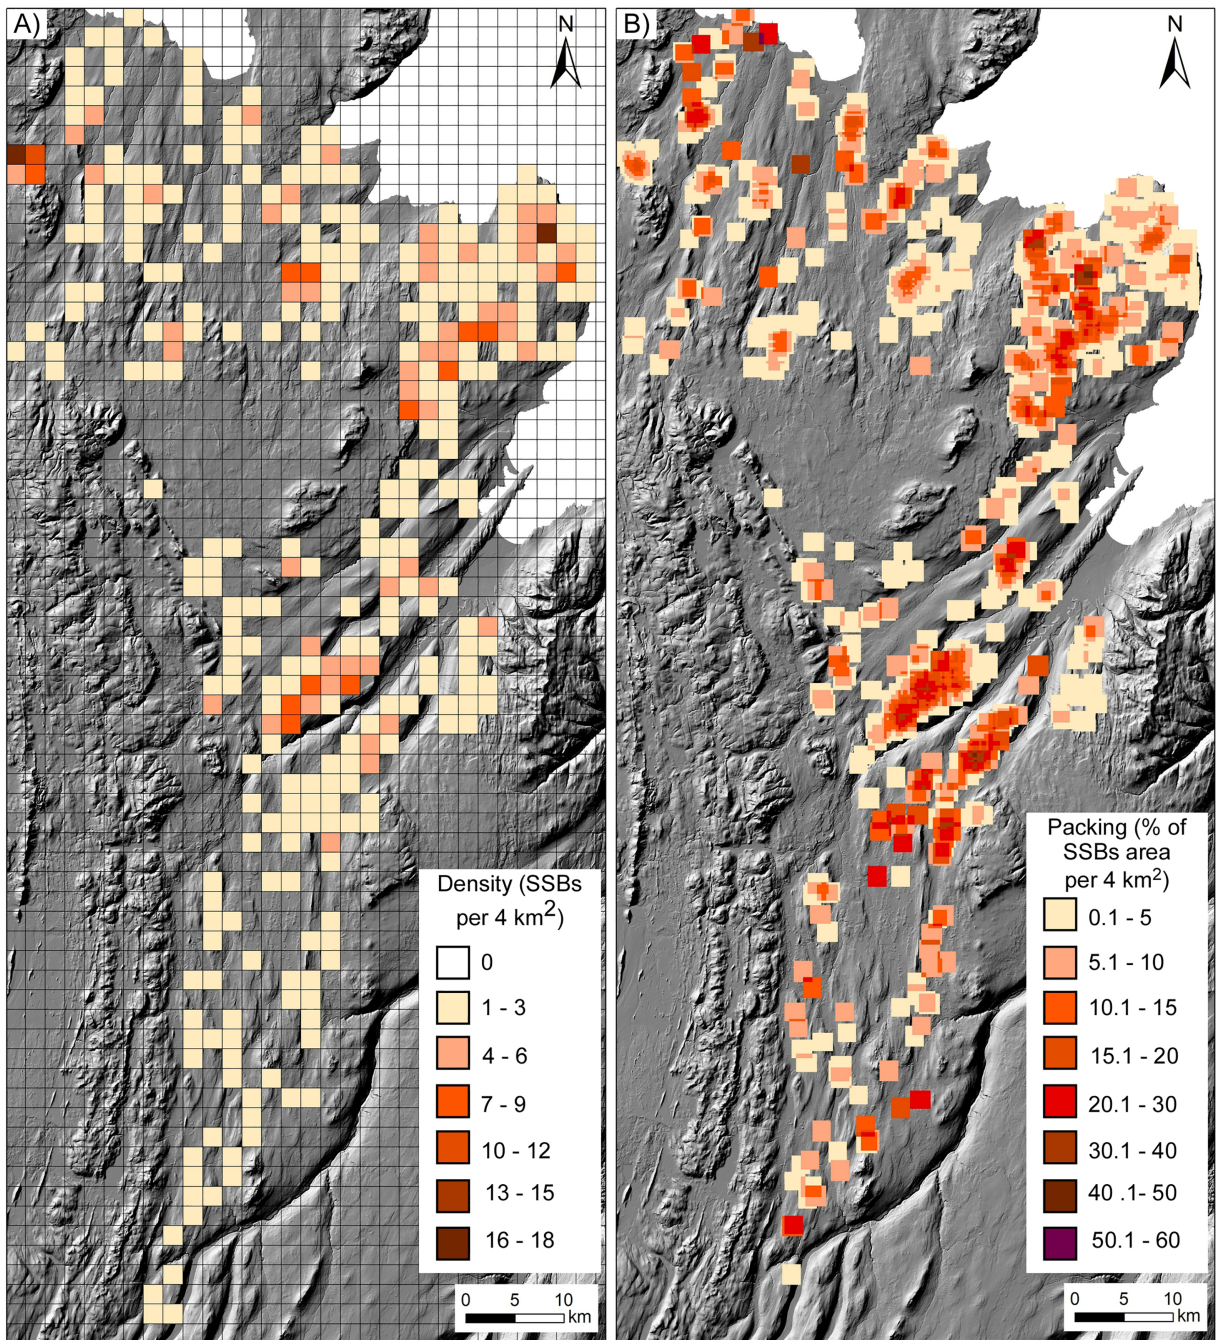 A)
N
Density (SSBs
per 4 km²)
0
1 - 3
4 - 6
7 - 9
10 - 12
13 - 15
16 - 18
0 5 10
km
B)
N
Packing (% of
SSBs area
per 4 km²)
0.1 - 5
5.1 - 10
10.1 - 15
15.1 - 20
20.1 - 30
30.1 - 40
40 .1- 50
50.1 - 60
0 5 10
km